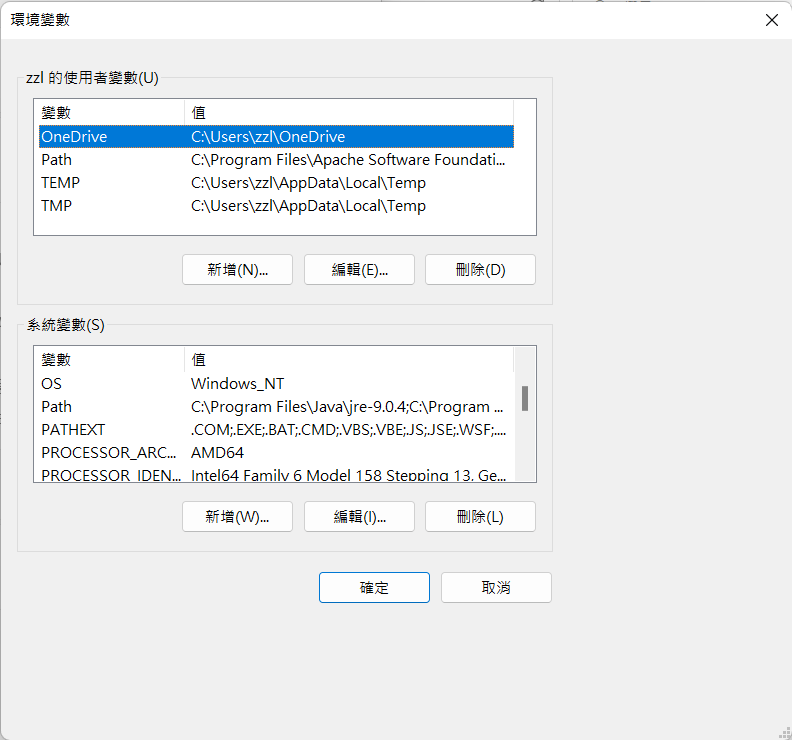 環境變數
zzl 的使用者變數(U)
變數 值
OneDrive C:\Users\zzl\OneDrive
Path C:\Program Files\Apache Software Foundati...
TEMP C:\Users\zzl\AppData\Local\Temp
TMP C:\Users\zzl\AppData\Local\Temp
新增(N)... 編輯(E)... 刪除(D)
系統變數(S)
變數 值
OS Windows_NT
Path C:\Program Files\Java\jre-9.0.4;C:\Program ...
PATHEXT .COM;.EXE;.BAT;.CMD;.VBS;.VBE;.JS;.JSE;.WSF;....
PROCESSOR_ARC... AMD64
PROCESSOR_IDEN... Intel64 Family 6 Model 158 Stepping 13, Ge...
新增(W)... 編輯(I)... 刪除(L)
確定 取消